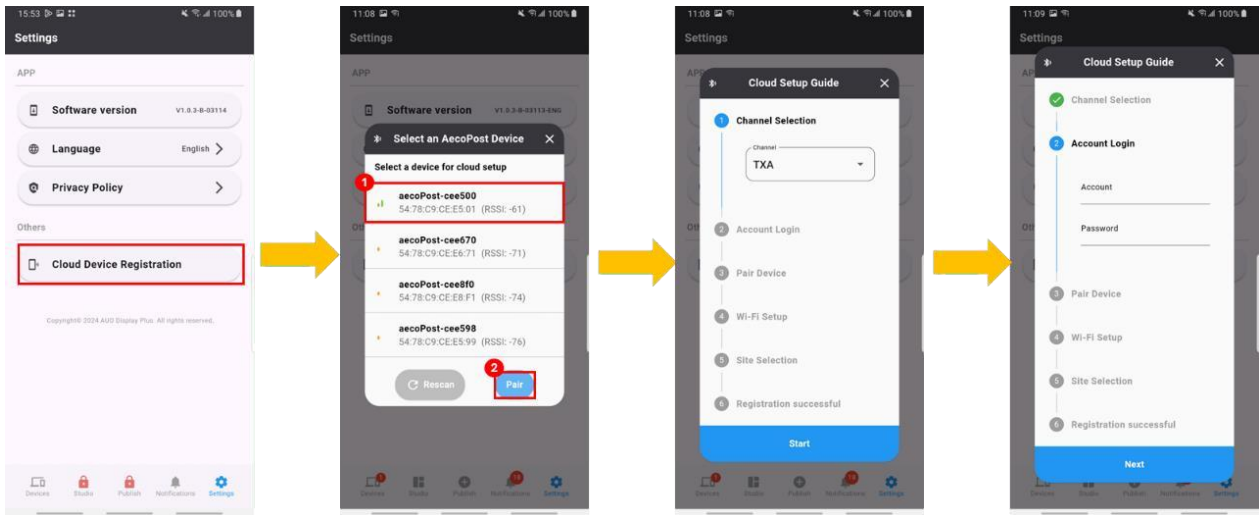 15:53
100%
Settings
APP
Software version V1.0.2-B-03114
Language English
Privacy Policy
Others
Cloud Device Registration
Copyright© 2024 AUO Display Plus. All rights reserved.
Devices Studio Publish Notifications Settings
11:08
100%
Settings
APP
Software version
Select an AecoPost Device
Select a device for cloud setup
1
aecoPost-cee500
54:78:C9:CE:E5:01 (RSSI: -61)
aecoPost-cee670
54:78:C9:CE:E6:71 (RSSI: -71)
aecoPost-cee8f0
54:78:C9:CE:E8:F1 (RSSI: -74)
aecoPost-cee598
54:78:C9:CE:E5:99 (RSSI: -76)
2
Rescan Pair
Devices Studio Publish Notifications Settings
11:08
100%
Settings
Cloud Setup Guide
1 Channel Selection
Channel
TXA
2 Account Login
3 Pair Device
4 Wi-Fi Setup
5 Site Selection
6 Registration successful
Start
Devices Studio Publish Notifications Settings
11:09
100%
Settings
Cloud Setup Guide
Channel Selection
2 Account Login
Account
Password
3 Pair Device
4 Wi-Fi Setup
5 Site Selection
6 Registration successful
Next
Devices Studio Publish Notifications Settings